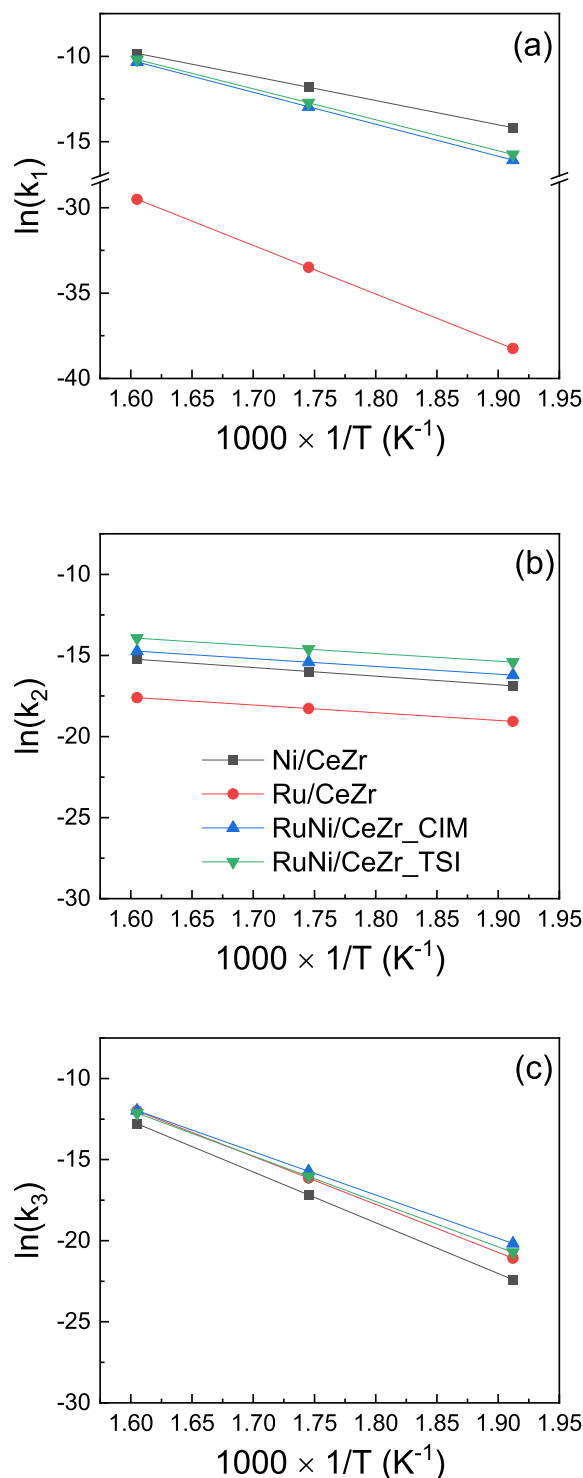 (a)
-10
-15
-30
-35
-40
ln(k₁)
1.60 1.65 1.70 1.75 1.80 1.85 1.90 1.95
1000 × 1/T (K⁻¹)
(b)
-10
-15
-20
-25
-30
ln(k₂)
Ni/CeZr
Ru/CeZr
RuNi/CeZr_CIM
RuNi/CeZr_TSI
1.60 1.65 1.70 1.75 1.80 1.85 1.90 1.95
1000 × 1/T (K⁻¹)
(c)
-10
-15
-20
-25
-30
ln(k₃)
1.60 1.65 1.70 1.75 1.80 1.85 1.90 1.95
1000 × 1/T (K⁻¹)